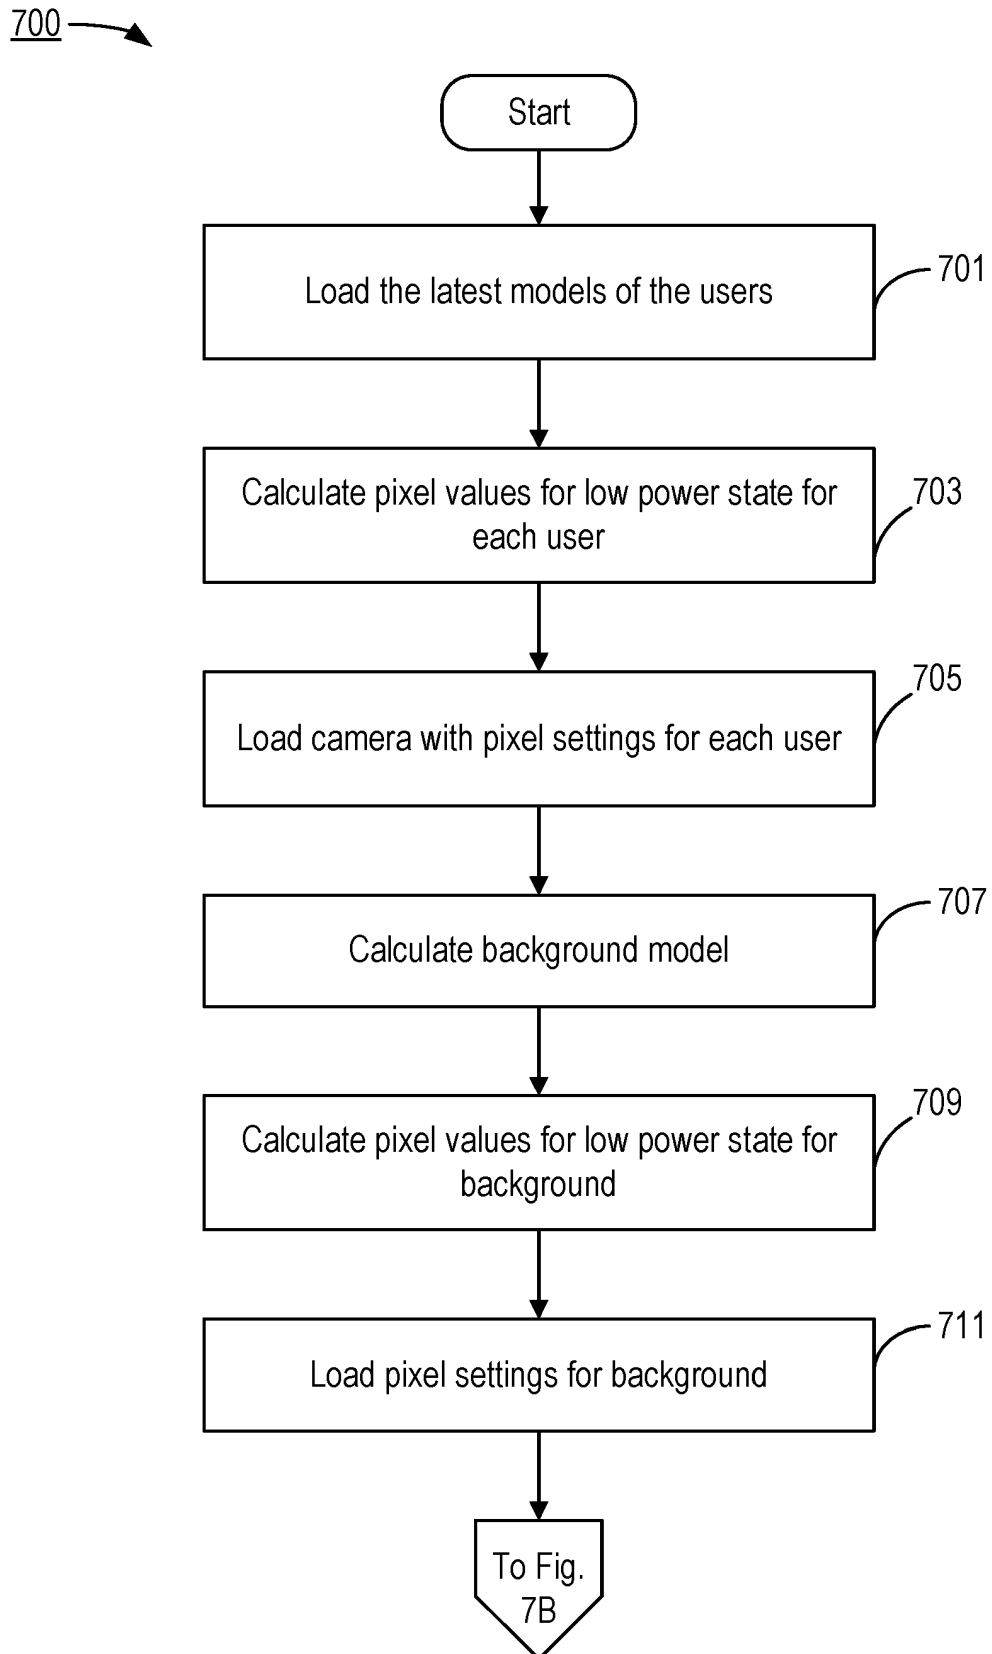 700
Start
Load the latest models of the users
701
Calculate pixel values for low power state for
each user
703
Load camera with pixel settings for each user
705
Calculate background model
707
Calculate pixel values for low power state for
background
709
Load pixel settings for background
711
To Fig.
7B